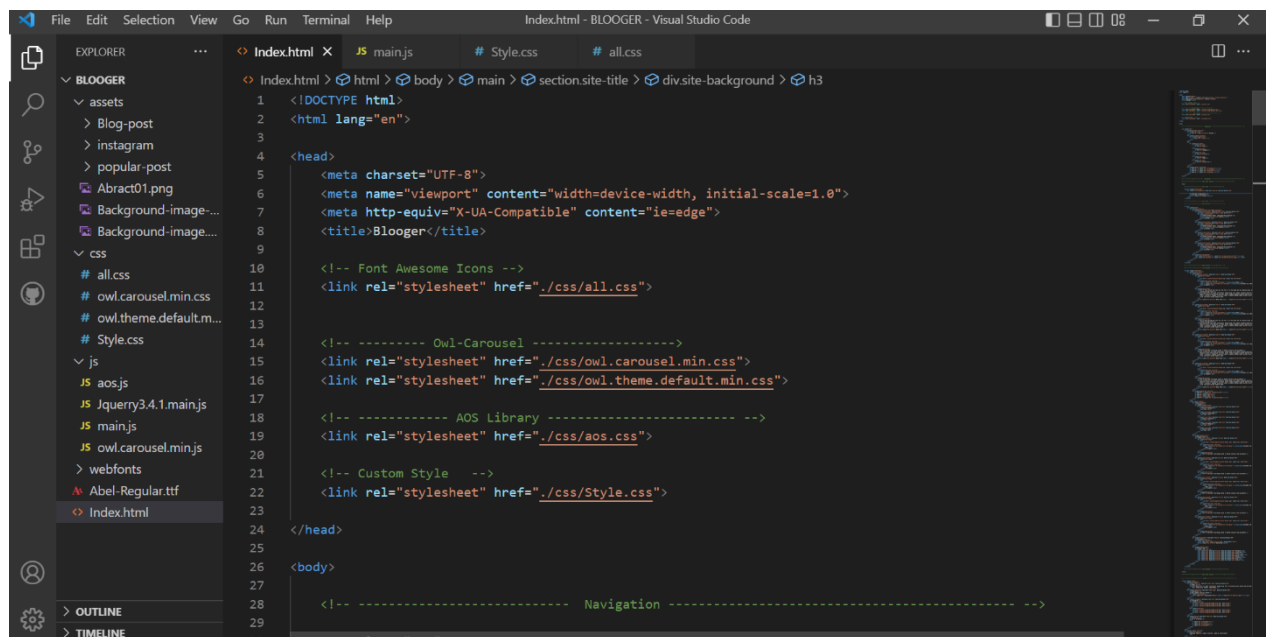 File Edit Selection View Go Run Terminal Help Index.html - BLOOGER - Visual Studio Code
EXPLORER ...
BLOOGER
assets
Blog-post
instagram
popular-post
Abract01.png
Background-image-...
Background-image....
css
# all.css
# owl.carousel.min.css
# owl.theme.default.m...
# Style.css
js
JS aos.js
JS Jquerry3.4.1.main.js
JS main.js
JS owl.carousel.min.js
webfonts
Abel-Regular.ttf
<> Index.html
OUTLINE
TIMELINE
<> Index.html × JS main.js # Style.css # all.css
<> Index.html > html > body > main > section.site-title > div.site-background > h3
1 <!DOCTYPE html>
2 <html lang="en">
3
4 <head>
5 <meta charset="UTF-8">
6 <meta name="viewport" content="width=device-width, initial-scale=1.0">
7 <meta http-equiv="X-UA-Compatible" content="ie=edge">
8 <title>Blooger</title>
9
10 <!-- Font Awesome Icons -->
11 <link rel="stylesheet" href="./css/all.css">
12
13
14 <!-- --------- Owl-Carousel ------------------->
15 <link rel="stylesheet" href="./css/owl.carousel.min.css">
16 <link rel="stylesheet" href="./css/owl.theme.default.min.css">
17
18 <!-- ------------ AOS Library ------------------------- -->
19 <link rel="stylesheet" href="./css/aos.css">
20
21 <!-- Custom Style -->
22 <link rel="stylesheet" href="./css/Style.css">
23
24 </head>
25
26 <body>
27
28 <!-- ---------------------------- Navigation ---------------------------------------------- -->
29